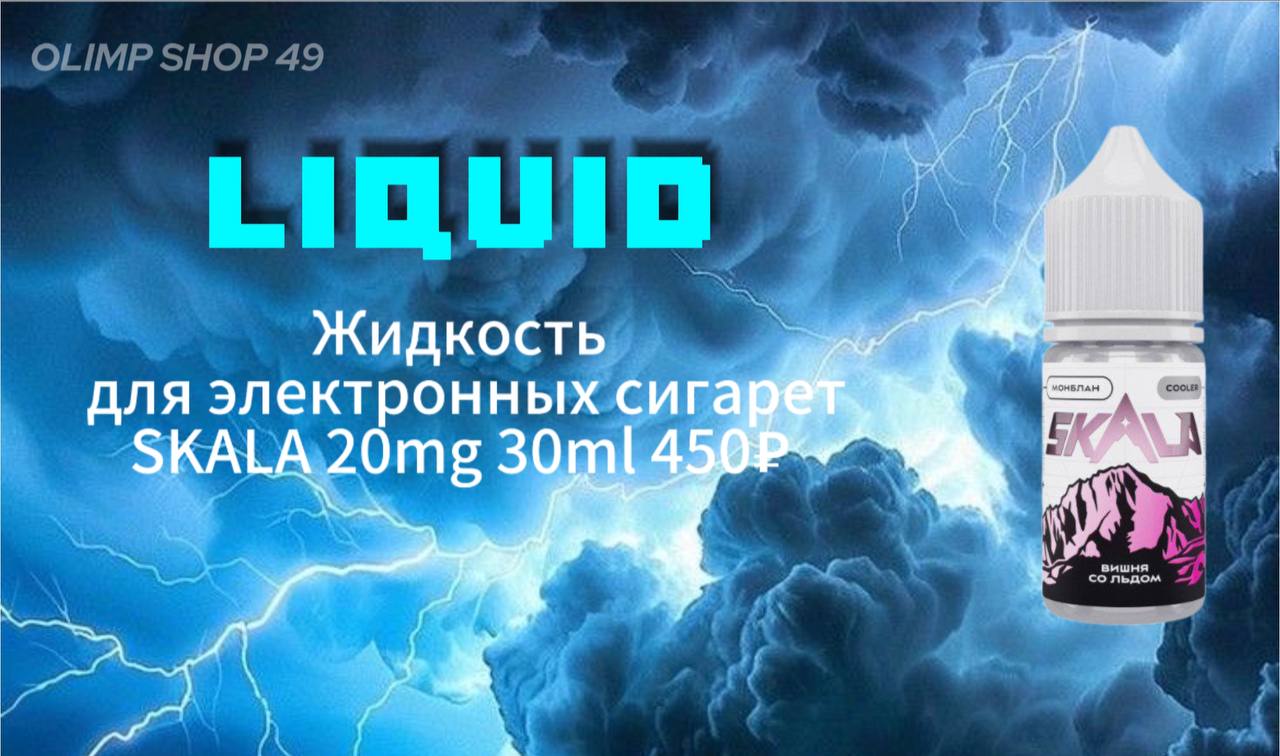 OLIMP SHOP 49
LIQUID
Жидкость
для электронных сигарет
SKALA 20mg 30ml 450₽
МОНБЛАН
COOLER
SKALA
ВИШНЯ
СО ЛЬДОМ